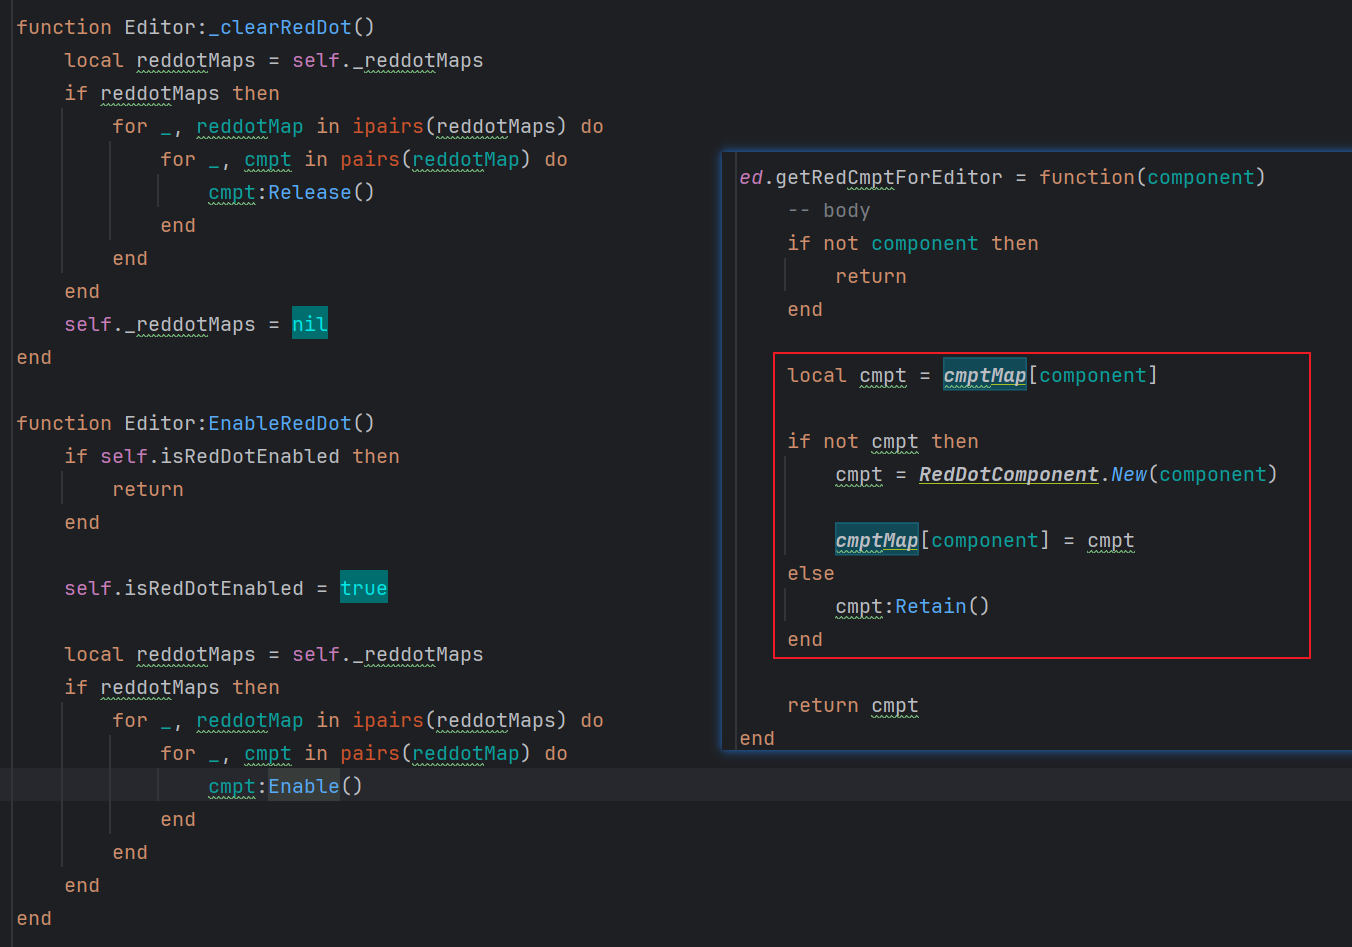 function Editor:_clearRedDot()
    local reddotMaps = self._reddotMaps
    if reddotMaps then
        for _, reddotMap in ipairs(reddotMaps) do
            for _, cmpt in pairs(reddotMap) do
                cmpt:Release()
            end
        end
    end
    self._reddotMaps = nil
end

function Editor:EnableRedDot()
    if self.isRedDotEnabled then
        return
    end

    self.isRedDotEnabled = true

    local reddotMaps = self._reddotMaps
    if reddotMaps then
        for _, reddotMap in ipairs(reddotMaps) do
            for _, cmpt in pairs(reddotMap) do
                cmpt:Enable()
            end
        end
    end
end

ed.getRedCmptForEditor = function(component)
    -- body
    if not component then
        return
    end

    local cmpt = cmptMap[component]

    if not cmpt then
        cmpt = RedDotComponent.New(component)

        cmptMap[component] = cmpt
    else
        cmpt:Retain()
    end

    return cmpt
end